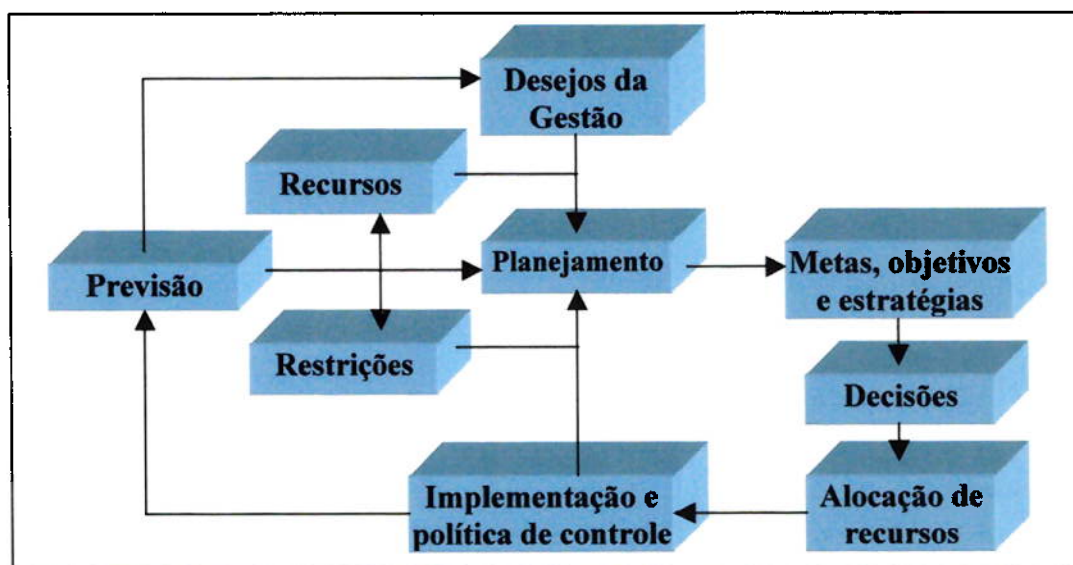 Desejos da
Gestão
Recursos
Previsão
Planejamento
Metas, objetivos
e estratégias
Restrições
Decisões
Implementação e
política de controle
Alocação de
recursos